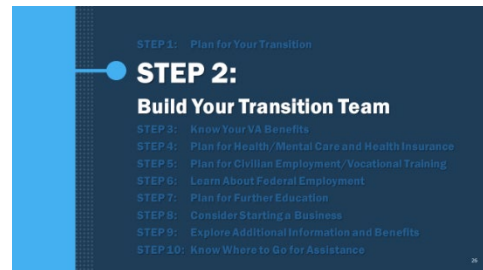 STEP 1: Plan for Your Transition
STEP 2:
Build Your Transition Team
STEP 3: Know Your VA Benefits
STEP 4: Plan for Health/Mental Care and Health Insurance
STEP 5: Plan for Civilian Employment/Vocational Training
STEP 6: Learn About Federal Employment
STEP 7: Plan for Further Education
STEP 8: Consider Starting a Business
STEP 9: Explore Additional Information and Benefits
STEP 10: Know Where to Go for Assistance